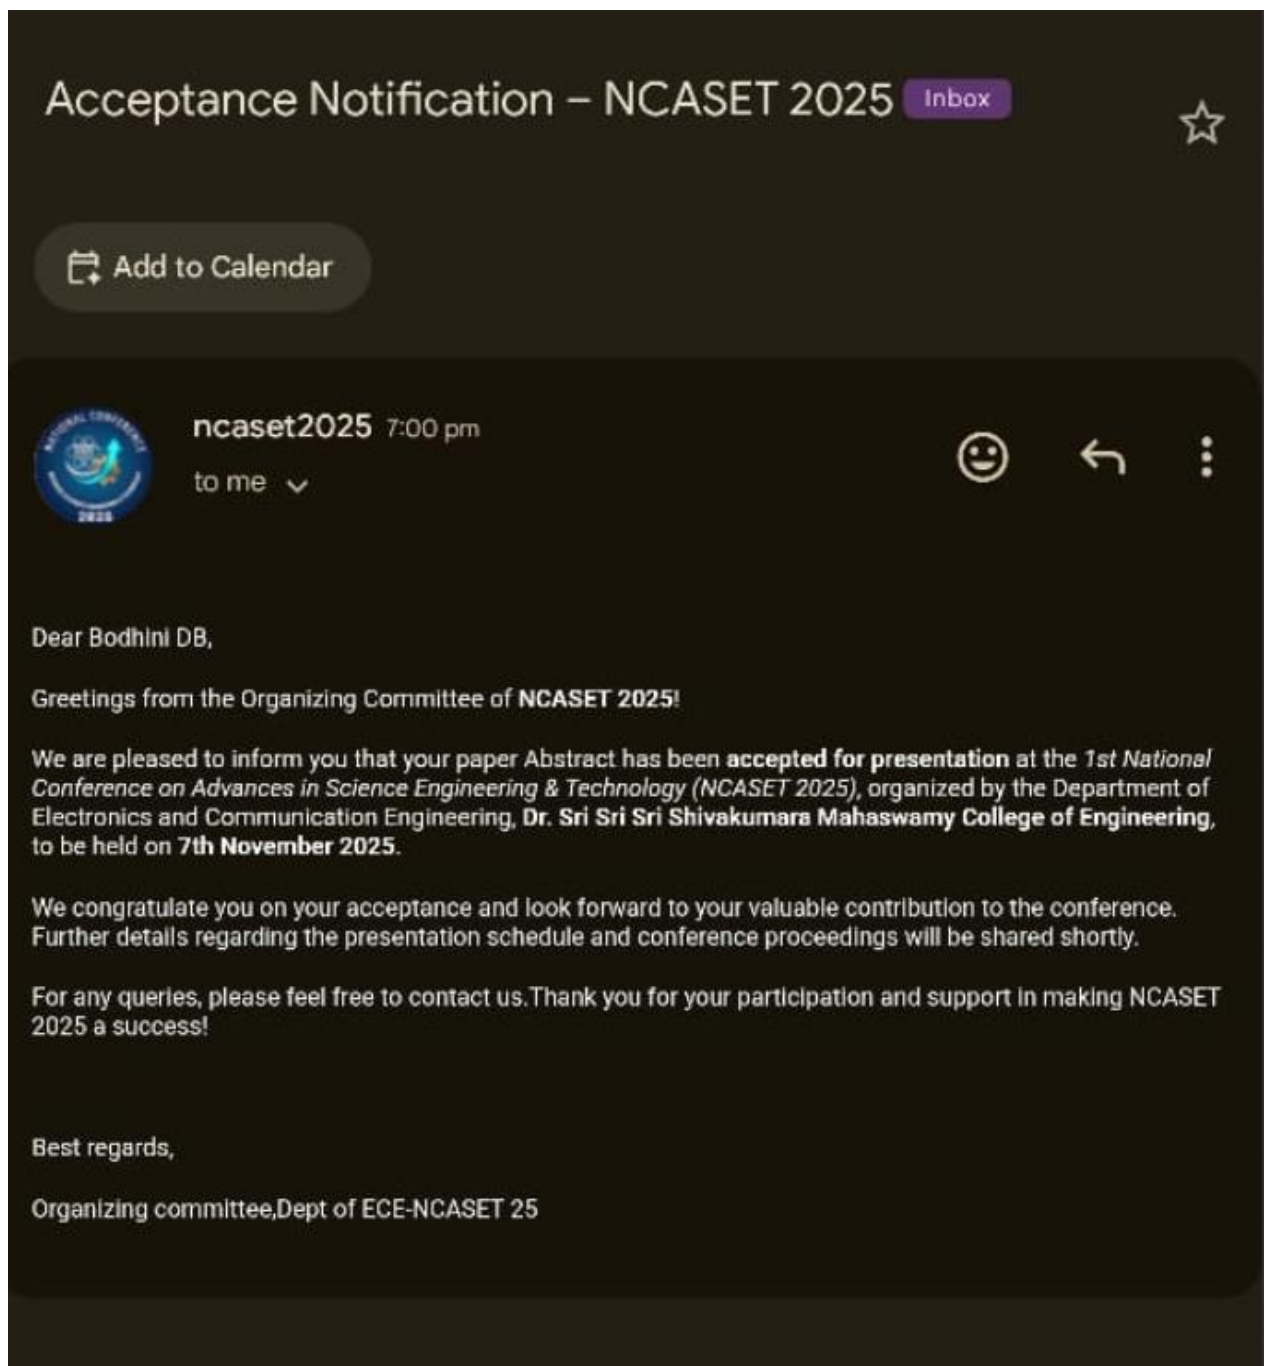 Acceptance Notification – NCASET 2025 Inbox
Add to Calendar
NATIONAL CONFERENCE
2025
ncaset2025 7:00 pm
to me
Dear Bodhini DB,
Greetings from the Organizing Committee of NCASET 2025!
We are pleased to inform you that your paper Abstract has been accepted for presentation at the 1st National
Conference on Advances in Science Engineering & Technology (NCASET 2025), organized by the Department of
Electronics and Communication Engineering, Dr. Sri Sri Sri Shivakumara Mahaswamy College of Engineering,
to be held on 7th November 2025.
We congratulate you on your acceptance and look forward to your valuable contribution to the conference.
Further details regarding the presentation schedule and conference proceedings will be shared shortly.
For any queries, please feel free to contact us.Thank you for your participation and support in making NCASET
2025 a success!
Best regards,
Organizing committee,Dept of ECE-NCASET 25